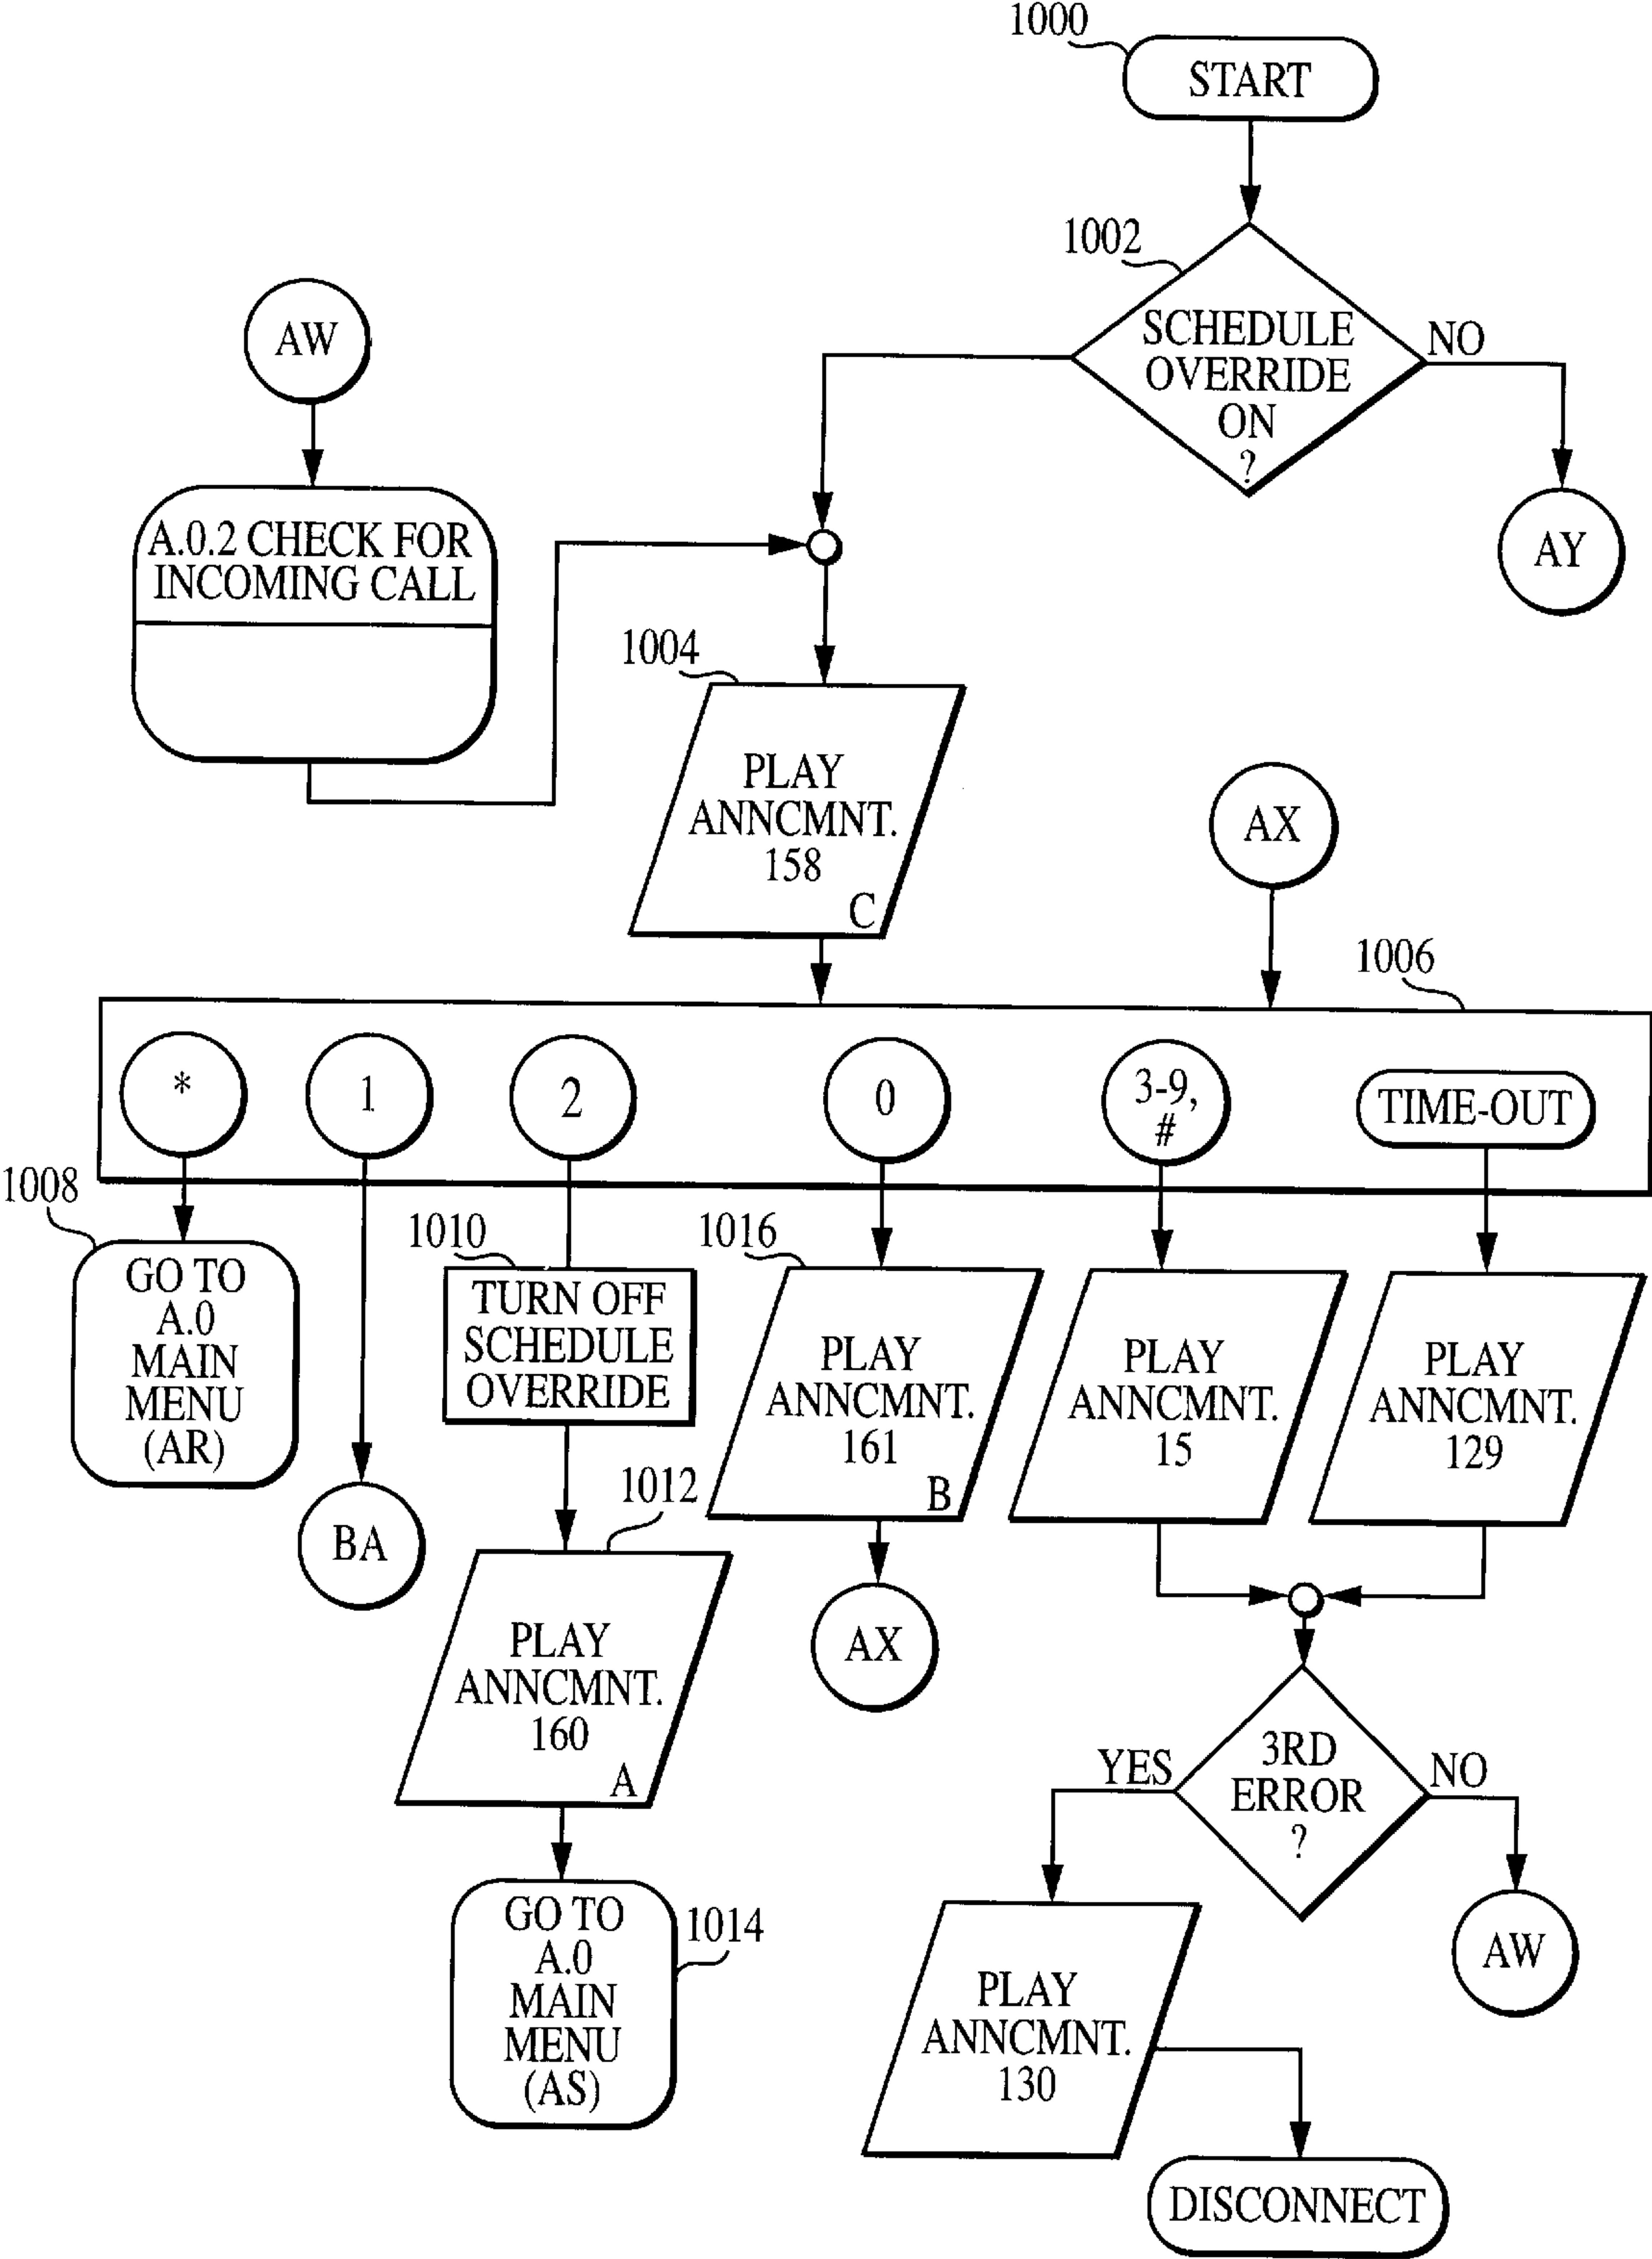 1000
START
1002
SCHEDULE
OVERRIDE
ON
?
NO
AY
AW
A.0.2 CHECK FOR
INCOMING CALL
1004
PLAY
ANNCMNT.
158
C
AX
1006
*
1
2
0
3-9,
#
TIME-OUT
1008
GO TO
A.0
MAIN
MENU
(AR)
BA
1010
TURN OFF
SCHEDULE
OVERRIDE
1012
PLAY
ANNCMNT.
160
A
GO TO
A.0
MAIN
MENU
(AS)
1014
1016
PLAY
ANNCMNT.
161
B
AX
PLAY
ANNCMNT.
15
PLAY
ANNCMNT.
129
3RD
ERROR
?
YES
NO
AW
PLAY
ANNCMNT.
130
DISCONNECT